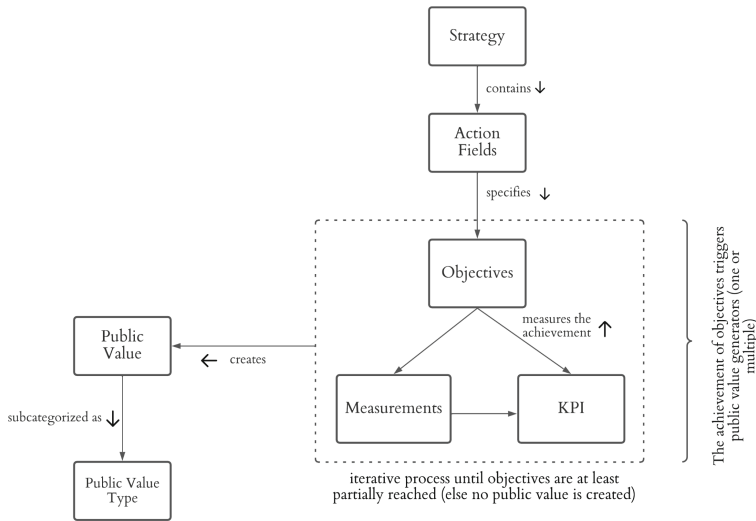 Strategy
contains ↓
Action
Fields
specifies ↓
Objectives
measures the
achievement ↑
Public
Value
← creates
Measurements
KPI
subcategorized as ↓
Public Value
Type
iterative process until objectives are at least
partially reached (else no public value is created)
The achievement of objectives triggers
public value generators (one or
multiple)